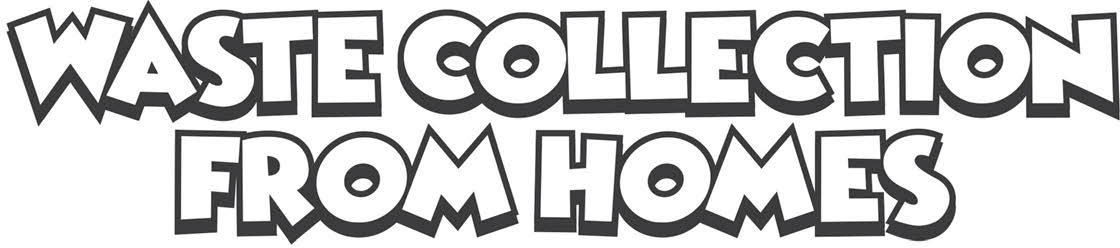 WASTE COLLECTION
FROM HOMES